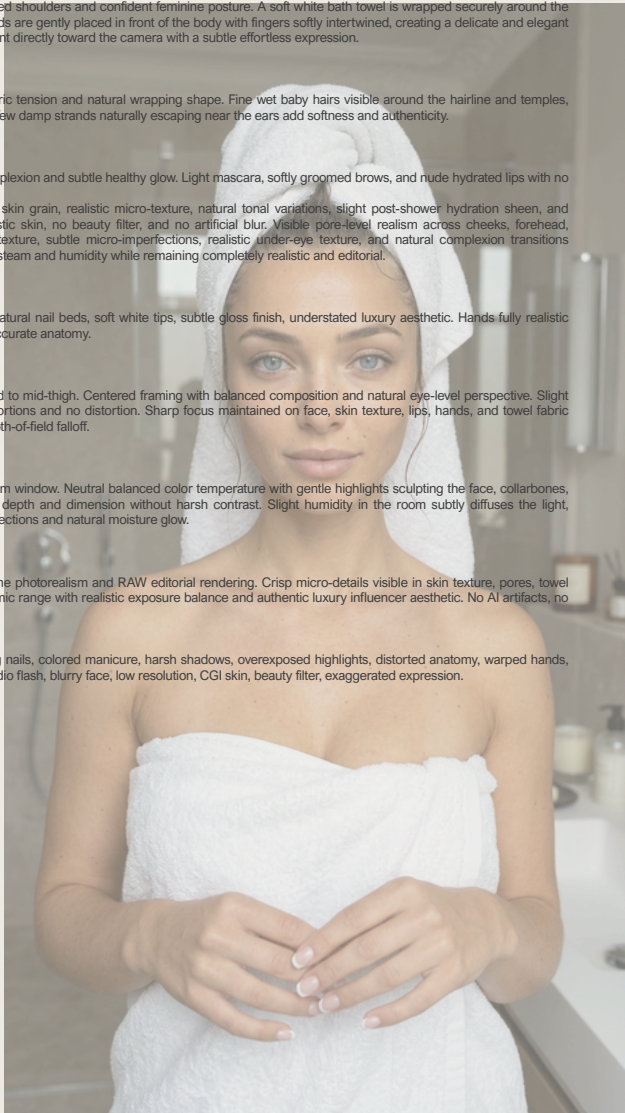 ed shoulders and confident feminine posture. A soft white bath towel is wrapped securely around the
ds are gently placed in front of the body with fingers softly intertwined, creating a delicate and elegant
nt directly toward the camera with a subtle effortless expression.
ric tension and natural wrapping shape. Fine wet baby hairs visible around the hairline and temples,
ew damp strands naturally escaping near the ears add softness and authenticity.
plexion and subtle healthy glow. Light mascara, softly groomed brows, and nude hydrated lips with no
skin grain, realistic micro-texture, natural tonal variations, slight post-shower hydration sheen, and
stic skin, no beauty filter, and no artificial blur. Visible pore-level realism across cheeks, forehead,
texture, subtle micro-imperfections, realistic under-eye texture, and natural complexion transitions
steam and humidity while remaining completely realistic and editorial.
atural nail beds, soft white tips, subtle gloss finish, understated luxury aesthetic. Hands fully realistic
ccurate anatomy.
d to mid-thigh. Centered framing with balanced composition and natural eye-level perspective. Slight
ortions and no distortion. Sharp focus maintained on face, skin texture, lips, hands, and towel fabric
th-of-field falloff.
m window. Neutral balanced color temperature with gentle highlights sculpting the face, collarbones,
depth and dimension without harsh contrast. Slight humidity in the room subtly diffuses the light,
ections and natural moisture glow.
ne photorealism and RAW editorial rendering. Crisp micro-details visible in skin texture, pores, towel
mic range with realistic exposure balance and authentic luxury influencer aesthetic. No AI artifacts, no
g nails, colored manicure, harsh shadows, overexposed highlights, distorted anatomy, warped hands,
dio flash, blurry face, low resolution, CGI skin, beauty filter, exaggerated expression.